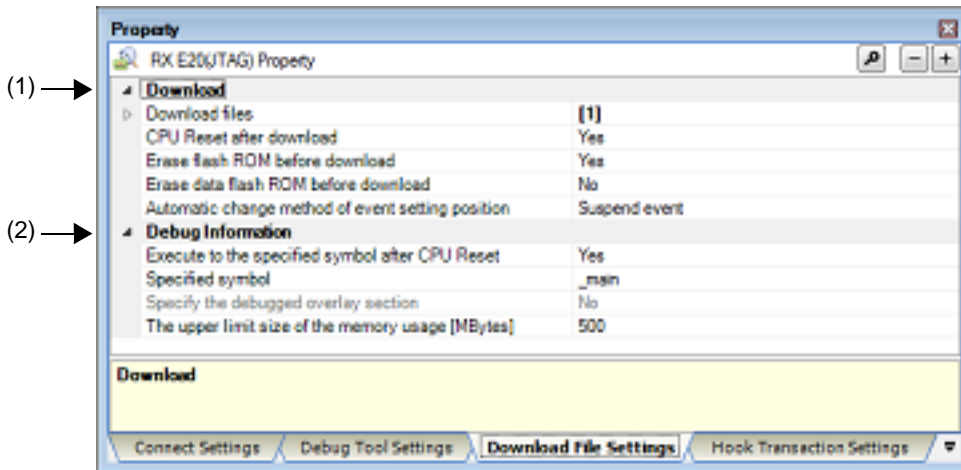 Property
RX E20(JTAG) Property
(1)
Download
Download files [1]
CPU Reset after download Yes
Erase flash ROM before download Yes
Erase data flash ROM before download No
Automatic change method of event setting position Suspend event
(2)
Debug Information
Execute to the specified symbol after CPU Reset Yes
Specified symbol _main
Specify the debugged overlay section No
The upper limit size of the memory usage [MBytes] 500
Download
Connect Settings Debug Tool Settings Download File Settings Hook Transaction Settings